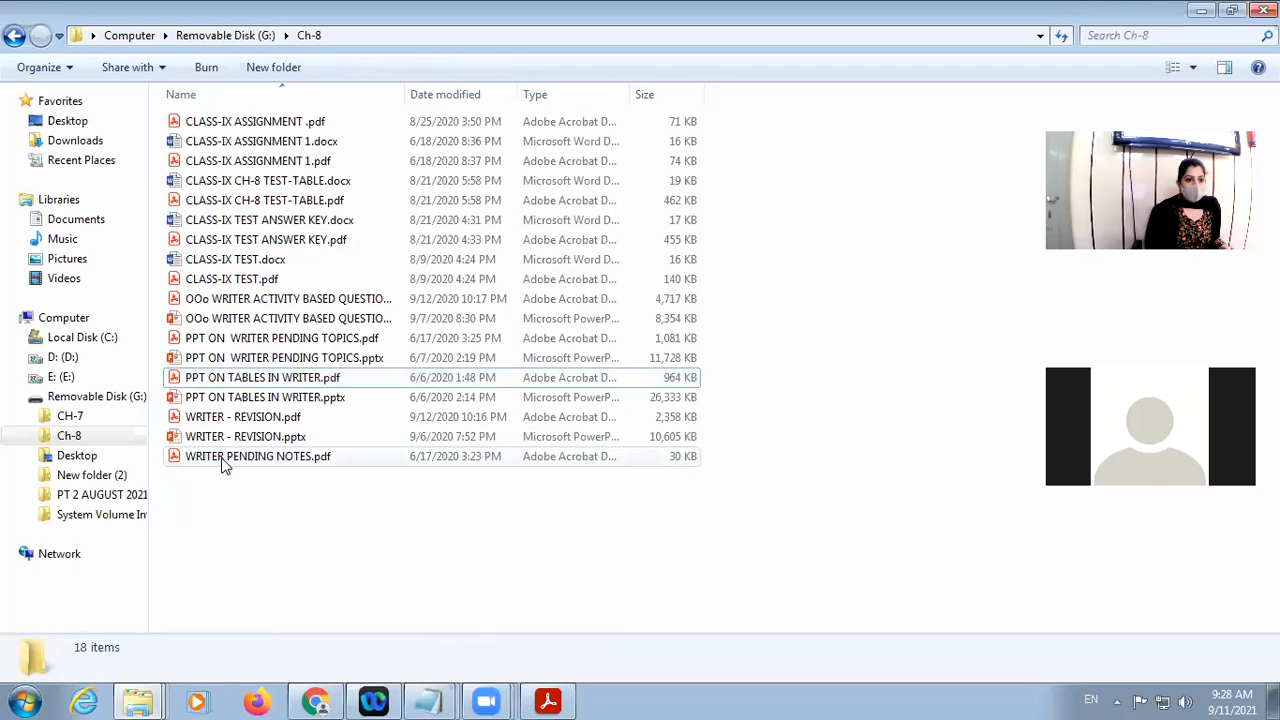 Computer Removable Disk (G:) Ch-8 Search Ch-8
Organize Share with Burn New folder
Name Date modified Type Size
Favorites
Desktop
Downloads
Recent Places
Libraries
Documents
Music
Pictures
Videos
Computer
Local Disk (C:)
D: (D:)
E: (E:)
Removable Disk (G:)
CH-7
Ch-8
Desktop
New folder (2)
PT 2 AUGUST 2021
System Volume In
Network
CLASS-IX ASSIGNMENT .pdf 8/25/2020 3:50 PM Adobe Acrobat D... 71 KB
CLASS-IX ASSIGNMENT 1.docx 6/18/2020 8:36 PM Microsoft Word D... 16 KB
CLASS-IX ASSIGNMENT 1.pdf 6/18/2020 8:37 PM Adobe Acrobat D... 74 KB
CLASS-IX CH-8 TEST-TABLE.docx 8/21/2020 5:58 PM Microsoft Word D... 19 KB
CLASS-IX CH-8 TEST-TABLE.pdf 8/21/2020 5:58 PM Adobe Acrobat D... 462 KB
CLASS-IX TEST ANSWER KEY.docx 8/21/2020 4:31 PM Microsoft Word D... 17 KB
CLASS-IX TEST ANSWER KEY.pdf 8/21/2020 4:33 PM Adobe Acrobat D... 455 KB
CLASS-IX TEST.docx 8/9/2020 4:24 PM Microsoft Word D... 16 KB
CLASS-IX TEST.pdf 8/9/2020 4:24 PM Adobe Acrobat D... 140 KB
OOo WRITER ACTIVITY BASED QUESTIO... 9/12/2020 10:17 PM Adobe Acrobat D... 4,717 KB
OOo WRITER ACTIVITY BASED QUESTIO... 9/7/2020 8:30 PM Microsoft PowerP... 8,354 KB
PPT ON WRITER PENDING TOPICS.pdf 6/17/2020 3:25 PM Adobe Acrobat D... 1,081 KB
PPT ON WRITER PENDING TOPICS.pptx 6/7/2020 2:19 PM Microsoft PowerP... 11,728 KB
PPT ON TABLES IN WRITER.pdf 6/6/2020 1:48 PM Adobe Acrobat D... 964 KB
PPT ON TABLES IN WRITER.pptx 6/6/2020 2:14 PM Microsoft PowerP... 26,333 KB
WRITER - REVISION.pdf 9/12/2020 10:16 PM Adobe Acrobat D... 2,358 KB
WRITER - REVISION.pptx 9/6/2020 7:52 PM Microsoft PowerP... 10,605 KB
WRITER PENDING NOTES.pdf 6/17/2020 3:23 PM Adobe Acrobat D... 30 KB
18 items
EN 9:28 AM
9/11/2021